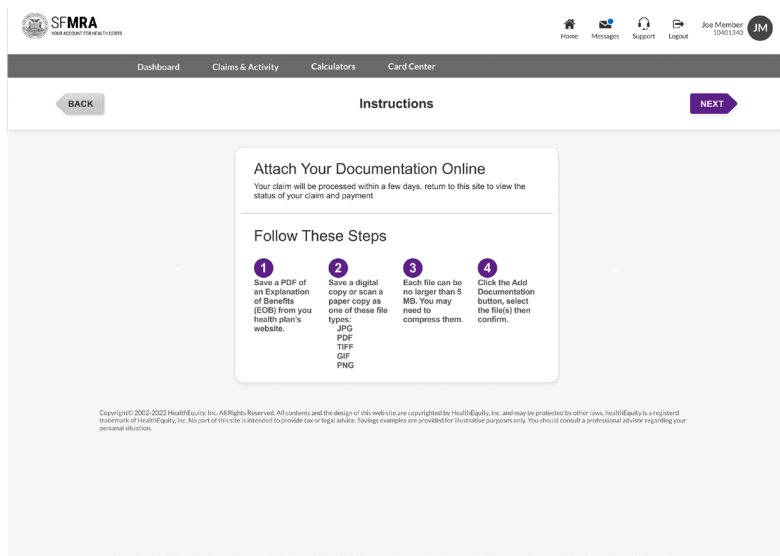 SFMRA
YOUR ACCOUNT FOR HEALTH COSTS
Home
Messages
Support
Logout
Joe Member
10401340
JM
Dashboard
Claims & Activity
Calculators
Card Center
BACK
Instructions
NEXT
Attach Your Documentation Online
Your claim will be processed within a few days. return to this site to view the
status of your claim and payment
Follow These Steps
1
Save a PDF of
an Explanation
of Benefits
(EOB) from you
health plan's
website.
2
Save a digital
copy or scan a
paper copy as
one of these file
types:
JPG
PDF
TIFF
GIF
PNG
3
Each file can be
no larger than 5
MB. You may
need to
compress them.
4
Click the Add
Documentation
button, select
the file(s) then
confirm.
Copyright© 2002-2022 HealthEquity. Inc. All Rights Reserved. All contents and the design of this web site are copyrighted by HealthEquity, Inc. and may be protected by other laws. healthEquity is a registerd
trademark of HealthEquity, inc. No part of this site is intended to provide tax or legal advice. Savings examples are provided for illustrative purposes only. You should consult a professional advisor regarding your
personal situation.